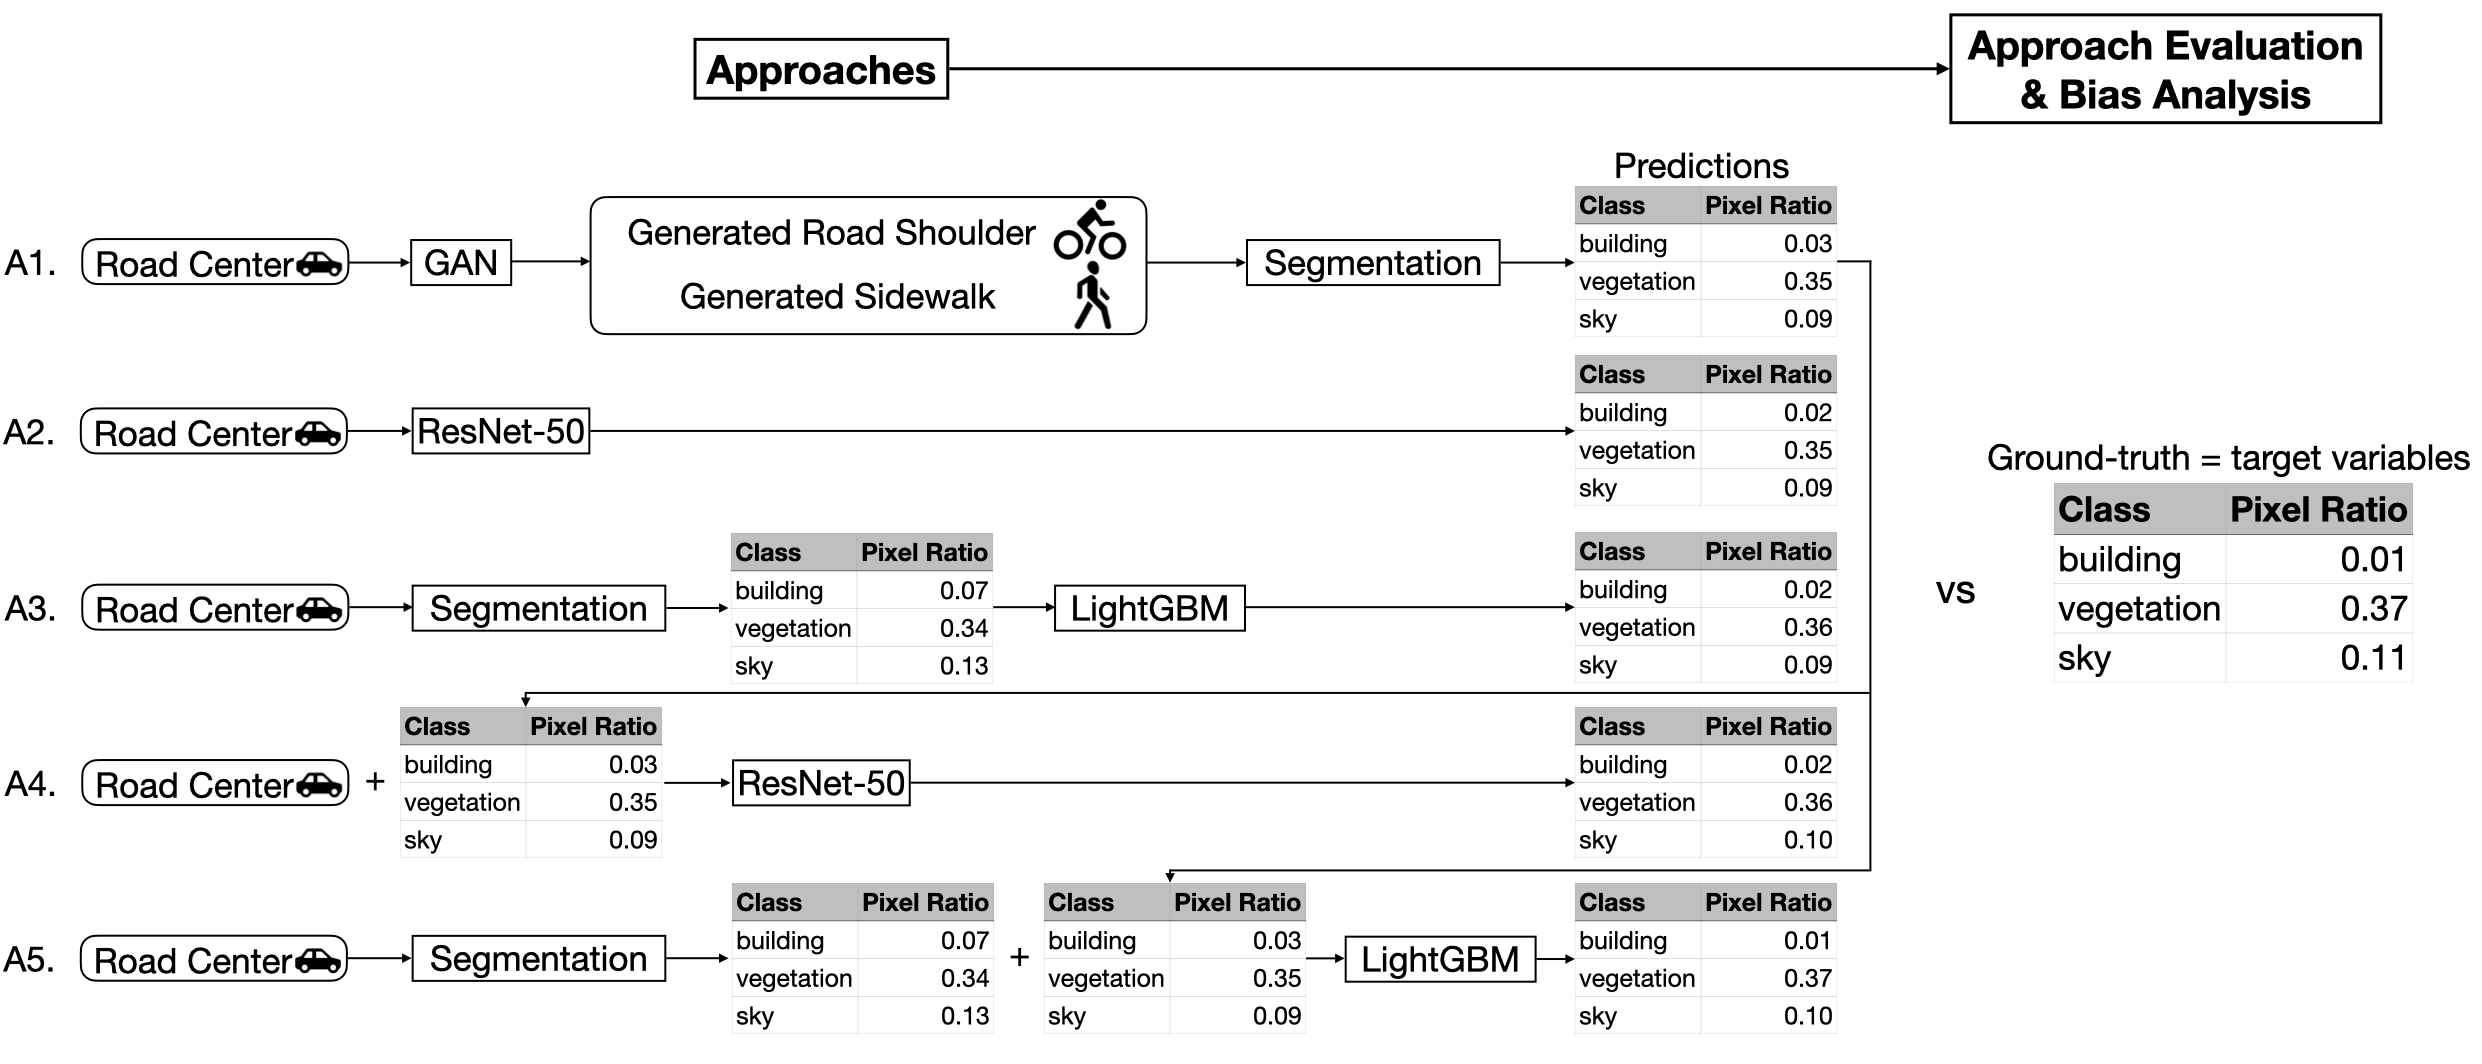 Approaches
Approach Evaluation
& Bias Analysis
Predictions
A1.
Road Center
GAN
Generated Road Shoulder
Generated Sidewalk
Segmentation
Class Pixel Ratio
building 0.03
vegetation 0.35
sky 0.09
A2.
Road Center
ResNet-50
Class Pixel Ratio
building 0.02
vegetation 0.35
sky 0.09
A3.
Road Center
Segmentation
Class Pixel Ratio
building 0.07
vegetation 0.34
sky 0.13
LightGBM
Class Pixel Ratio
building 0.02
vegetation 0.36
sky 0.09
A4.
Road Center
+
Class Pixel Ratio
building 0.03
vegetation 0.35
sky 0.09
ResNet-50
Class Pixel Ratio
building 0.02
vegetation 0.36
sky 0.10
A5.
Road Center
Segmentation
Class Pixel Ratio
building 0.07
vegetation 0.34
sky 0.13
+
Class Pixel Ratio
building 0.03
vegetation 0.35
sky 0.09
LightGBM
Class Pixel Ratio
building 0.01
vegetation 0.37
sky 0.10
vs
Ground-truth = target variables
Class Pixel Ratio
building 0.01
vegetation 0.37
sky 0.11